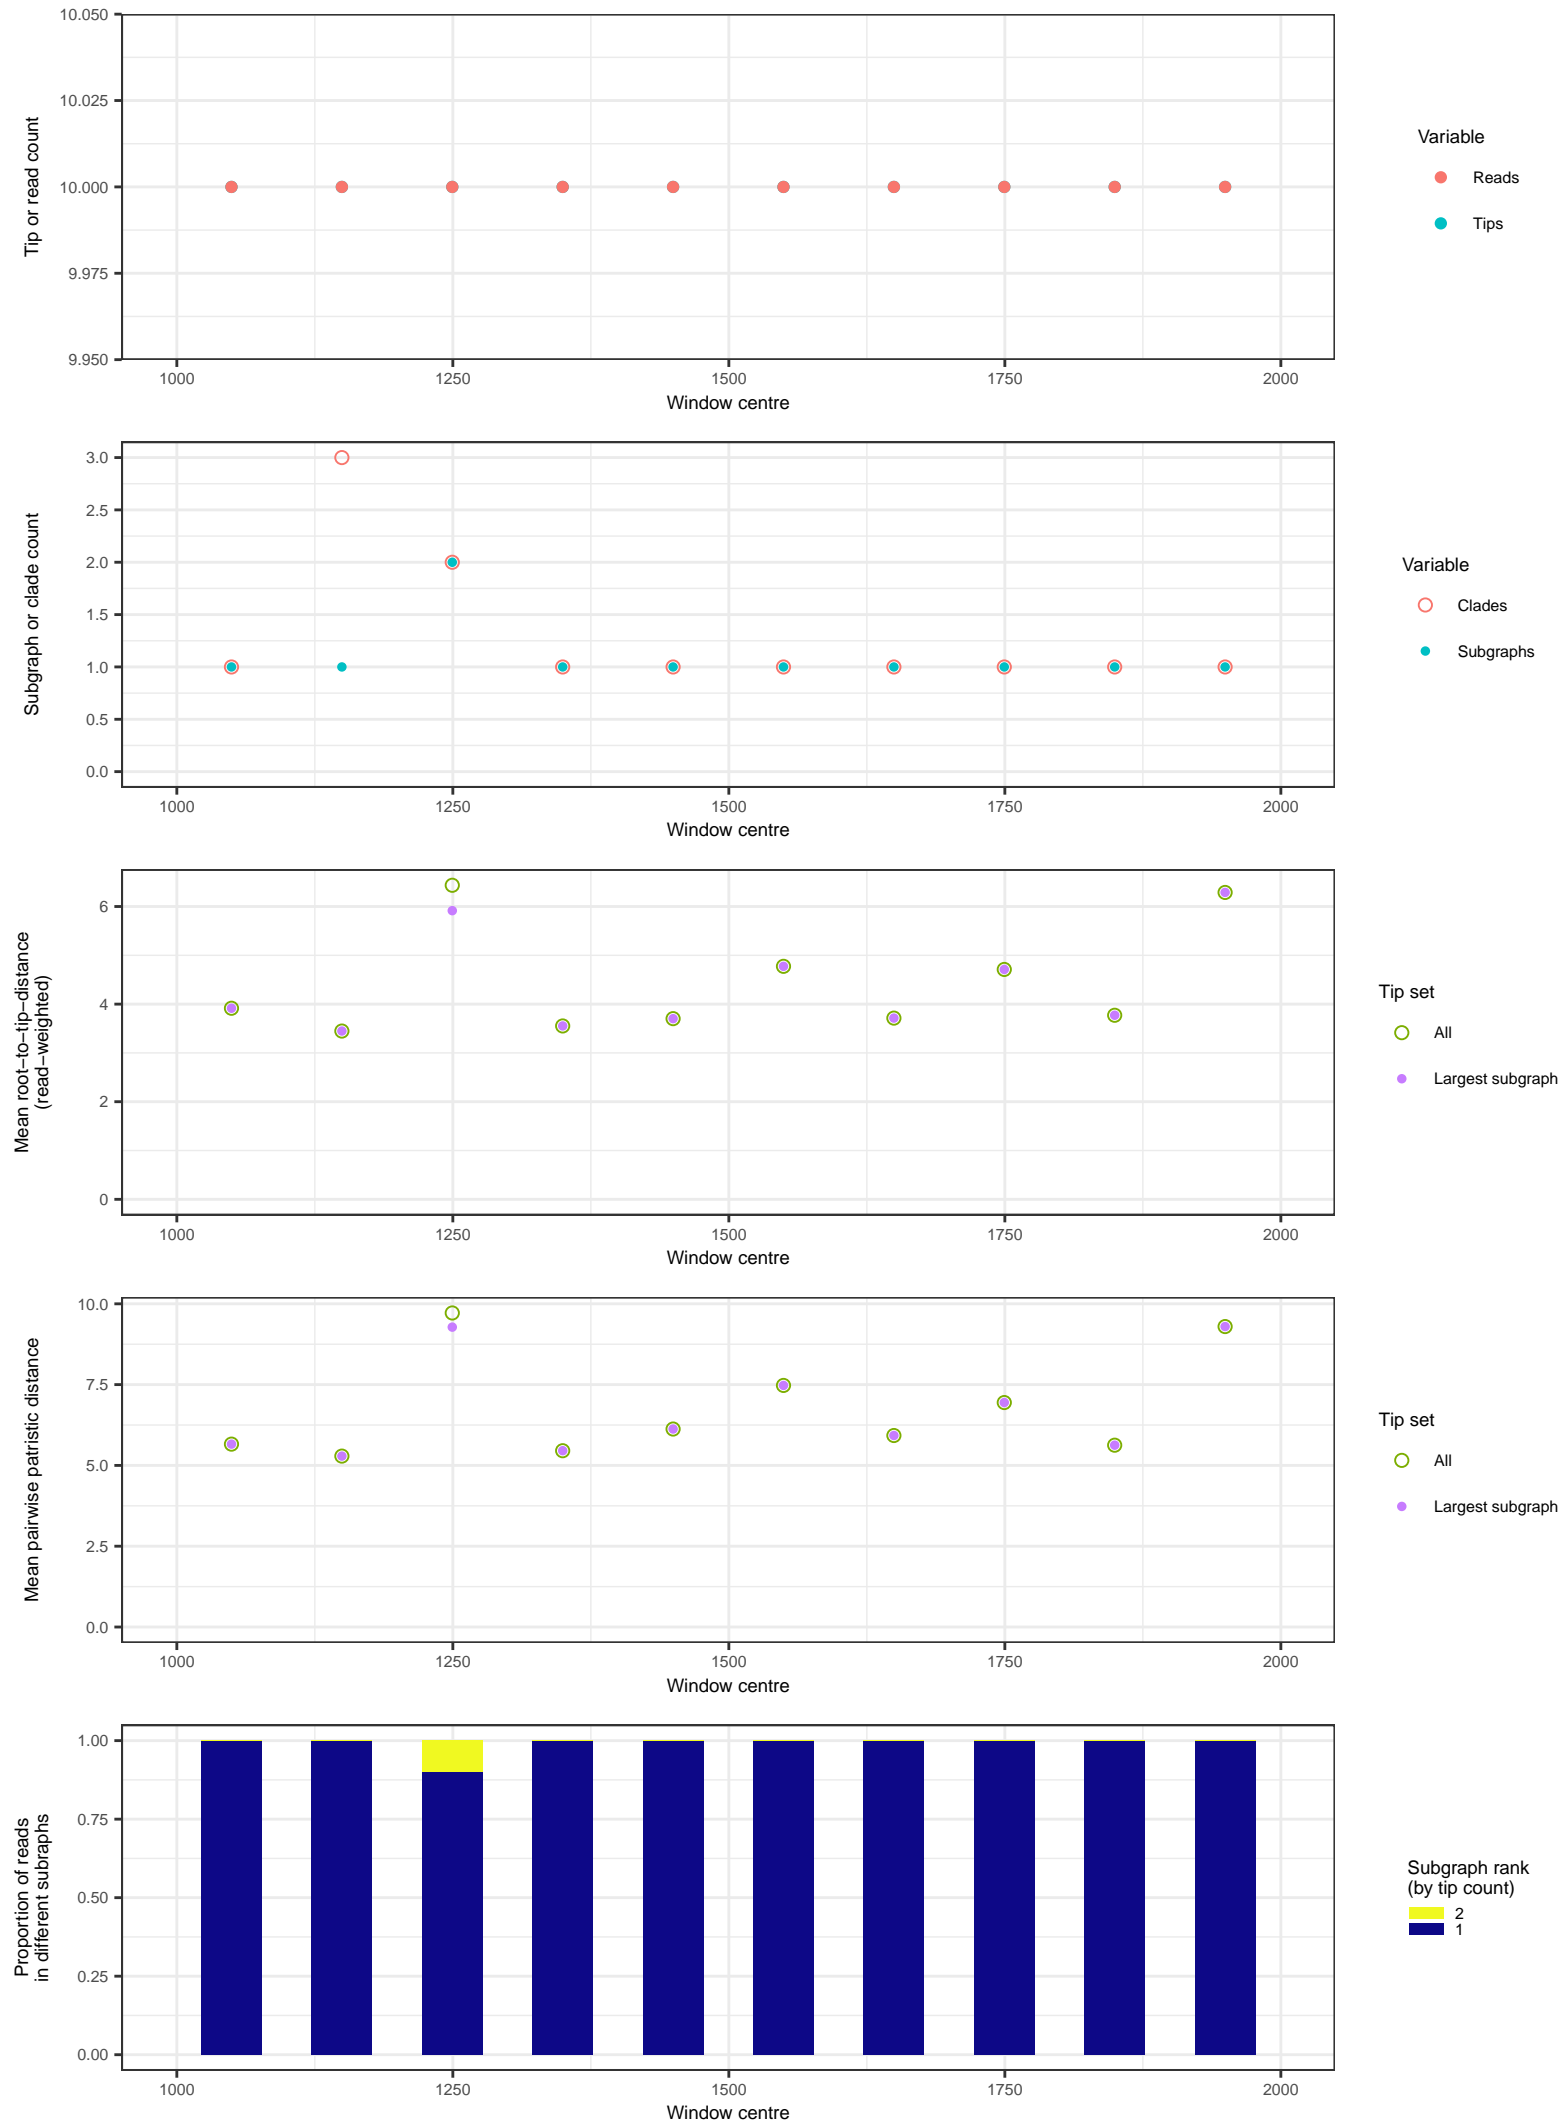 10.050
10.025
10.000
9.975
9.950
Tip or read count
1000 1250 1500 1750 2000
Window centre
Variable
Reads
Tips
3.0
2.5
2.0
1.5
1.0
0.5
0.0
Subgraph or clade count
1000 1250 1500 1750 2000
Window centre
Variable
Clades
Subgraphs
6
4
2
0
Mean root−to−tip−distance
(read−weighted)
1000 1250 1500 1750 2000
Window centre
Tip set
All
Largest subgraph
10.0
7.5
5.0
2.5
0.0
Mean pairwise patristic distance
1000 1250 1500 1750 2000
Window centre
Tip set
All
Largest subgraph
1.00
0.75
0.50
0.25
0.00
Proportion of reads
in different subraphs
1000 1250 1500 1750 2000
Window centre
Subgraph rank
(by tip count)
2
1